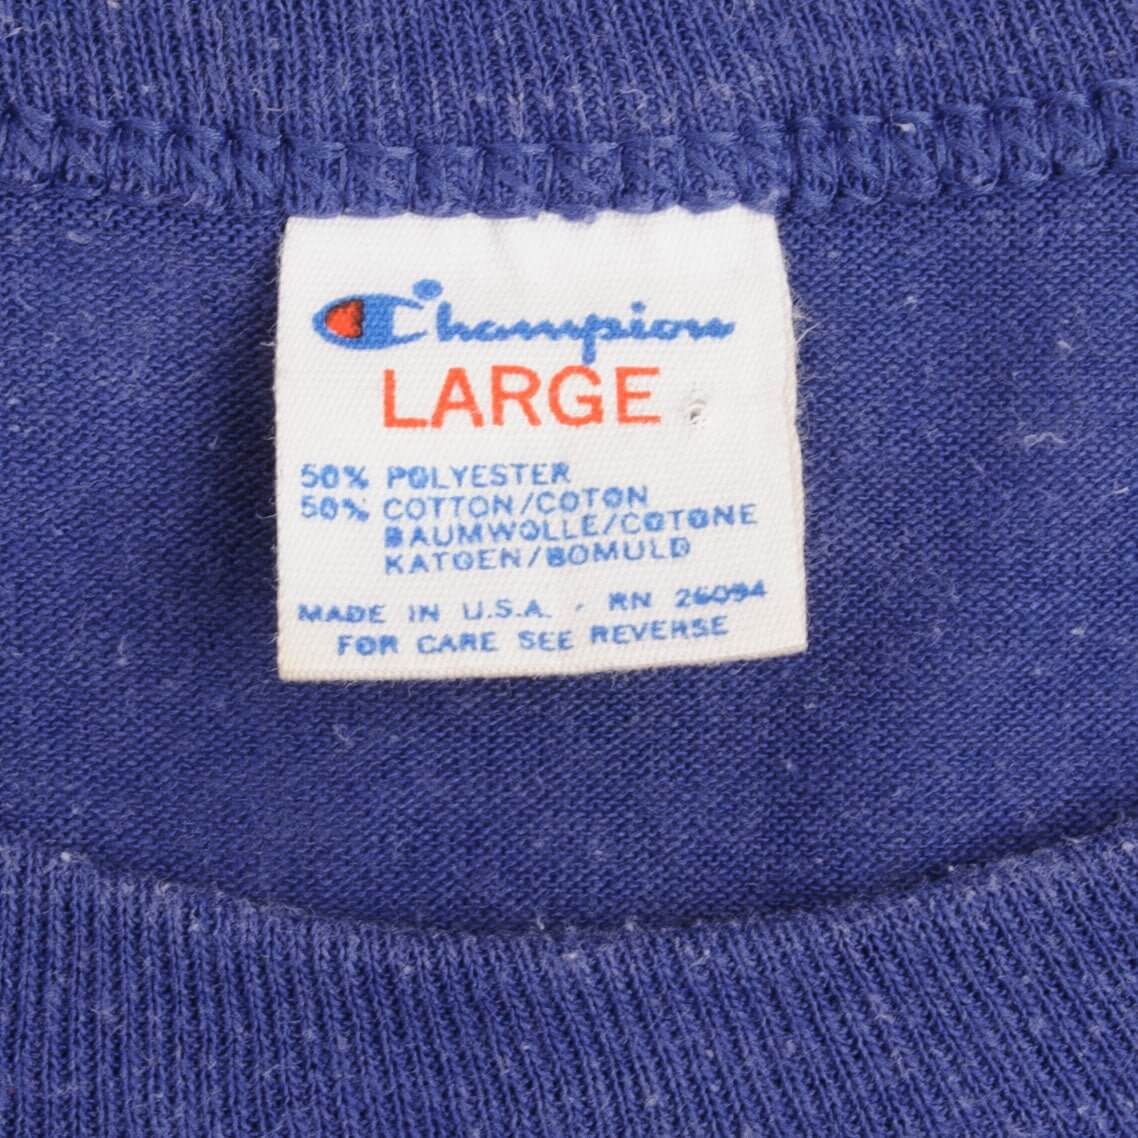 Champion
LARGE
50% POLYESTER
50% COTTON/COTON
BAUMWOLLE/COTONE
KATOEN/BOMULD
MADE IN U.S.A. · RN 26094
FOR CARE SEE REVERSE